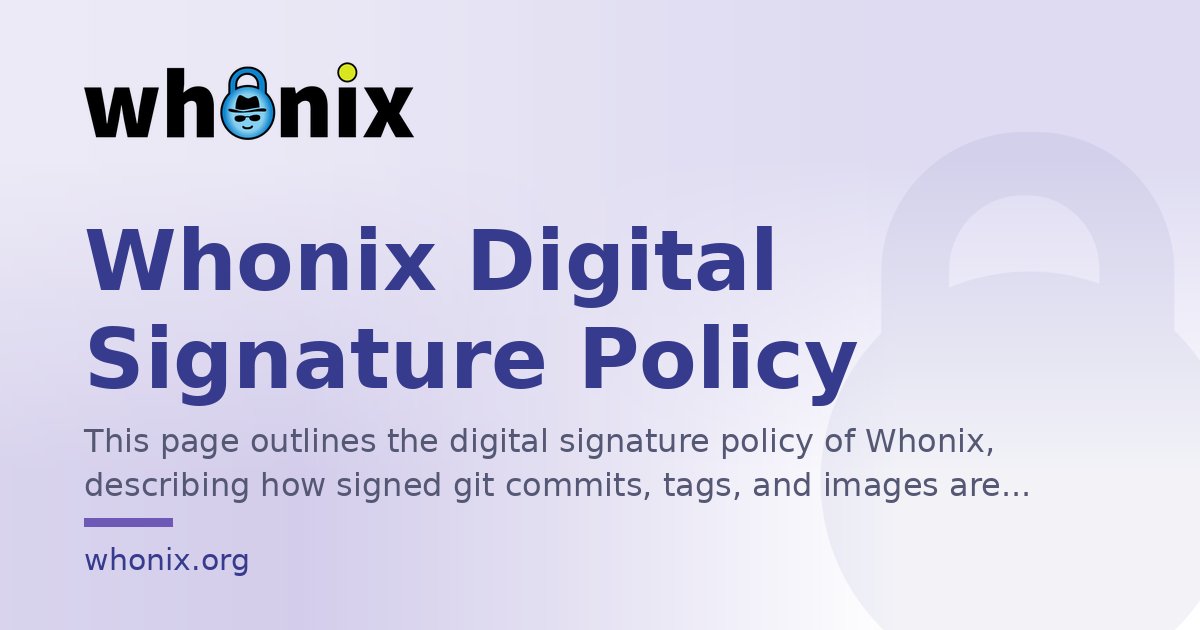 whonix
Whonix Digital
Signature Policy
This page outlines the digital signature policy of Whonix,
describing how signed git commits, tags, and images are...
whonix.org